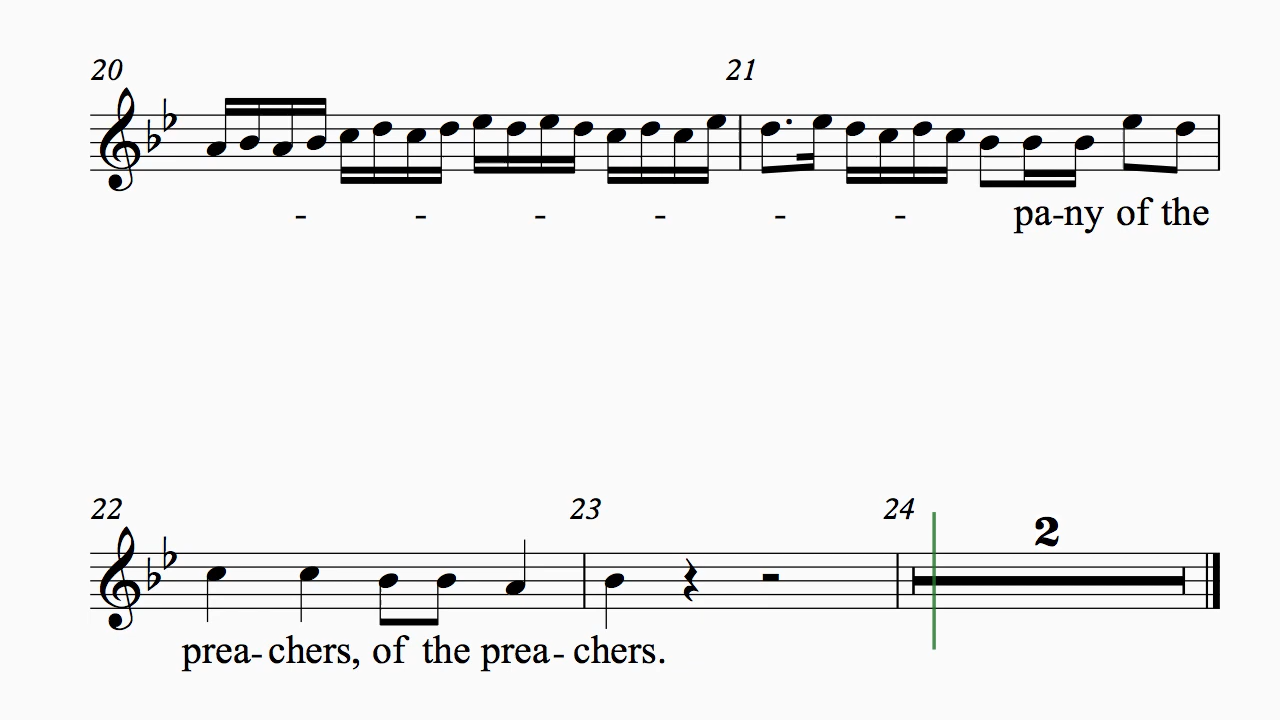 20 21
- - - - - - pa-ny of the
22 23 24
2
prea-chers, of the prea-chers.